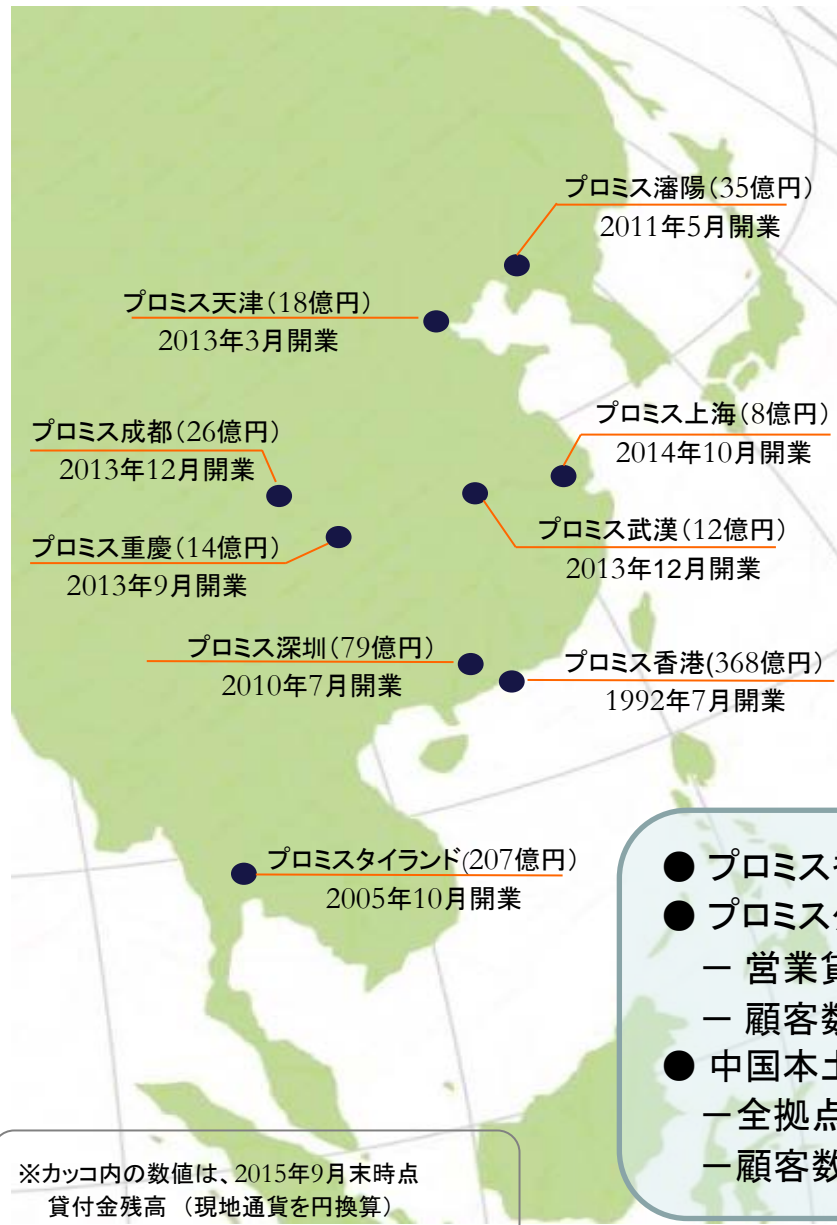 プロミス瀋陽(35億円)
2011年5月開業
プロミス天津(18億円)
2013年3月開業
プロミス成都(26億円)
2013年12月開業
プロミス上海(8億円)
2014年10月開業
プロミス重慶(14億円)
2013年9月開業
プロミス武漢(12億円)
2013年12月開業
プロミス深圳(79億円)
2010年7月開業
プロミス香港(368億円)
1992年7月開業
プロミスタイランド(207億円)
2005年10月開業
● プロミス
● プロミス
− 営業貸
− 顧客数
● 中国本土
−全拠点
−顧客数
※カッコ内の数値は、2015年9月末時点
貸付金残高 (現地通貨を円換算)